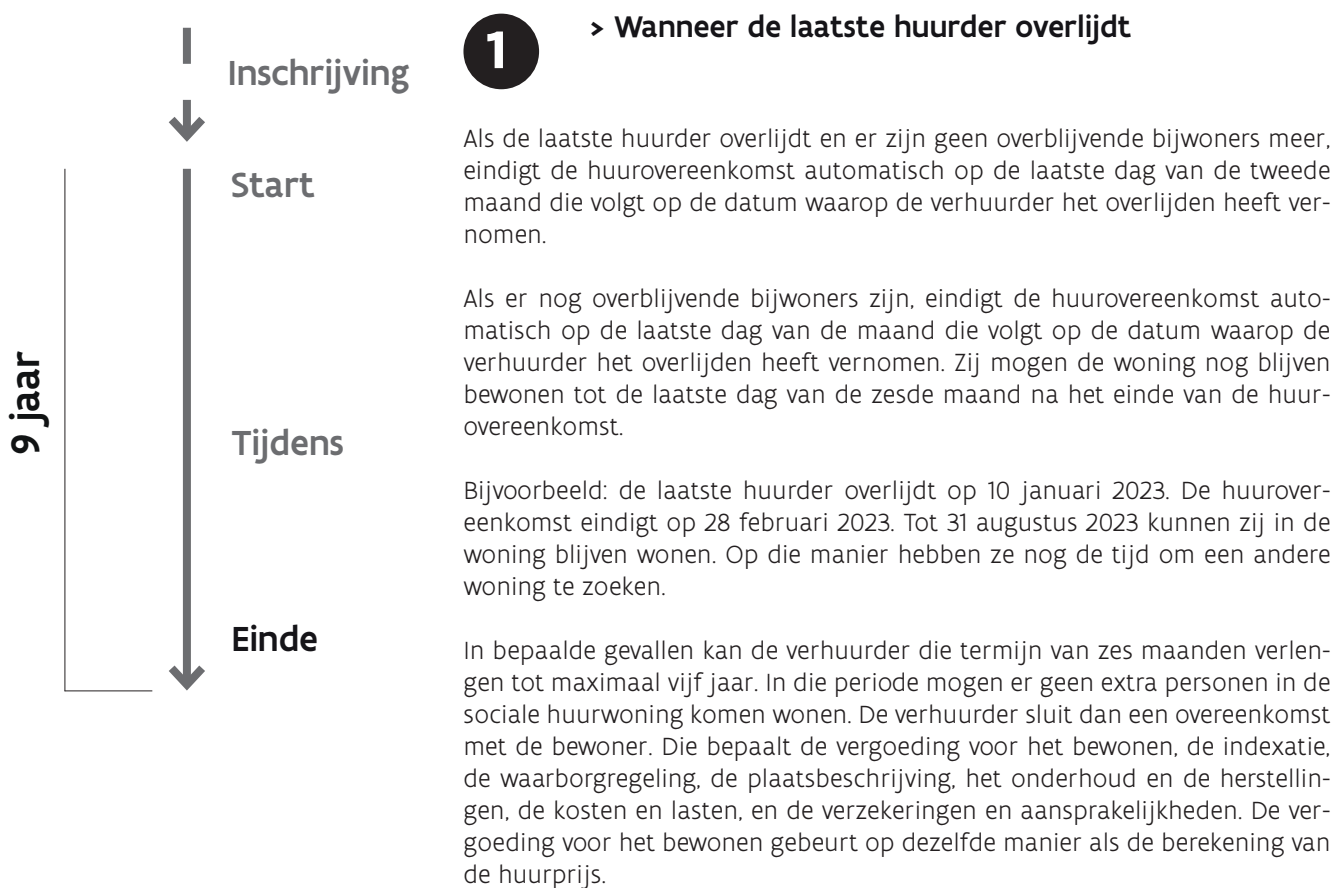 Inschrijving
Start
9 jaar
Tijdens
Einde
1
> Wanneer de laatste huurder overlijdt
Als de laatste huurder overlijdt en er zijn geen overblijvende bijwoners meer,
eindigt de huurovereenkomst automatisch op de laatste dag van de tweede
maand die volgt op de datum waarop de verhuurder het overlijden heeft ver-
nomen.
Als er nog overblijvende bijwoners zijn, eindigt de huurovereenkomst auto-
matisch op de laatste dag van de maand die volgt op de datum waarop de
verhuurder het overlijden heeft vernomen. Zij mogen de woning nog blijven
bewonen tot de laatste dag van de zesde maand na het einde van de huur-
overeenkomst.
Bijvoorbeeld: de laatste huurder overlijdt op 10 januari 2023. De huurover-
eenkomst eindigt op 28 februari 2023. Tot 31 augustus 2023 kunnen zij in de
woning blijven wonen. Op die manier hebben ze nog de tijd om een andere
woning te zoeken.
In bepaalde gevallen kan de verhuurder die termijn van zes maanden verlen-
gen tot maximaal vijf jaar. In die periode mogen er geen extra personen in de
sociale huurwoning komen wonen. De verhuurder sluit dan een overeenkomst
met de bewoner. Die bepaalt de vergoeding voor het bewonen, de indexatie,
de waarborgregeling, de plaatsbeschrijving, het onderhoud en de herstellin-
gen, de kosten en lasten, en de verzekeringen en aansprakelijkheden. De ver-
goeding voor het bewonen gebeurt op dezelfde manier als de berekening van
de huurprijs.